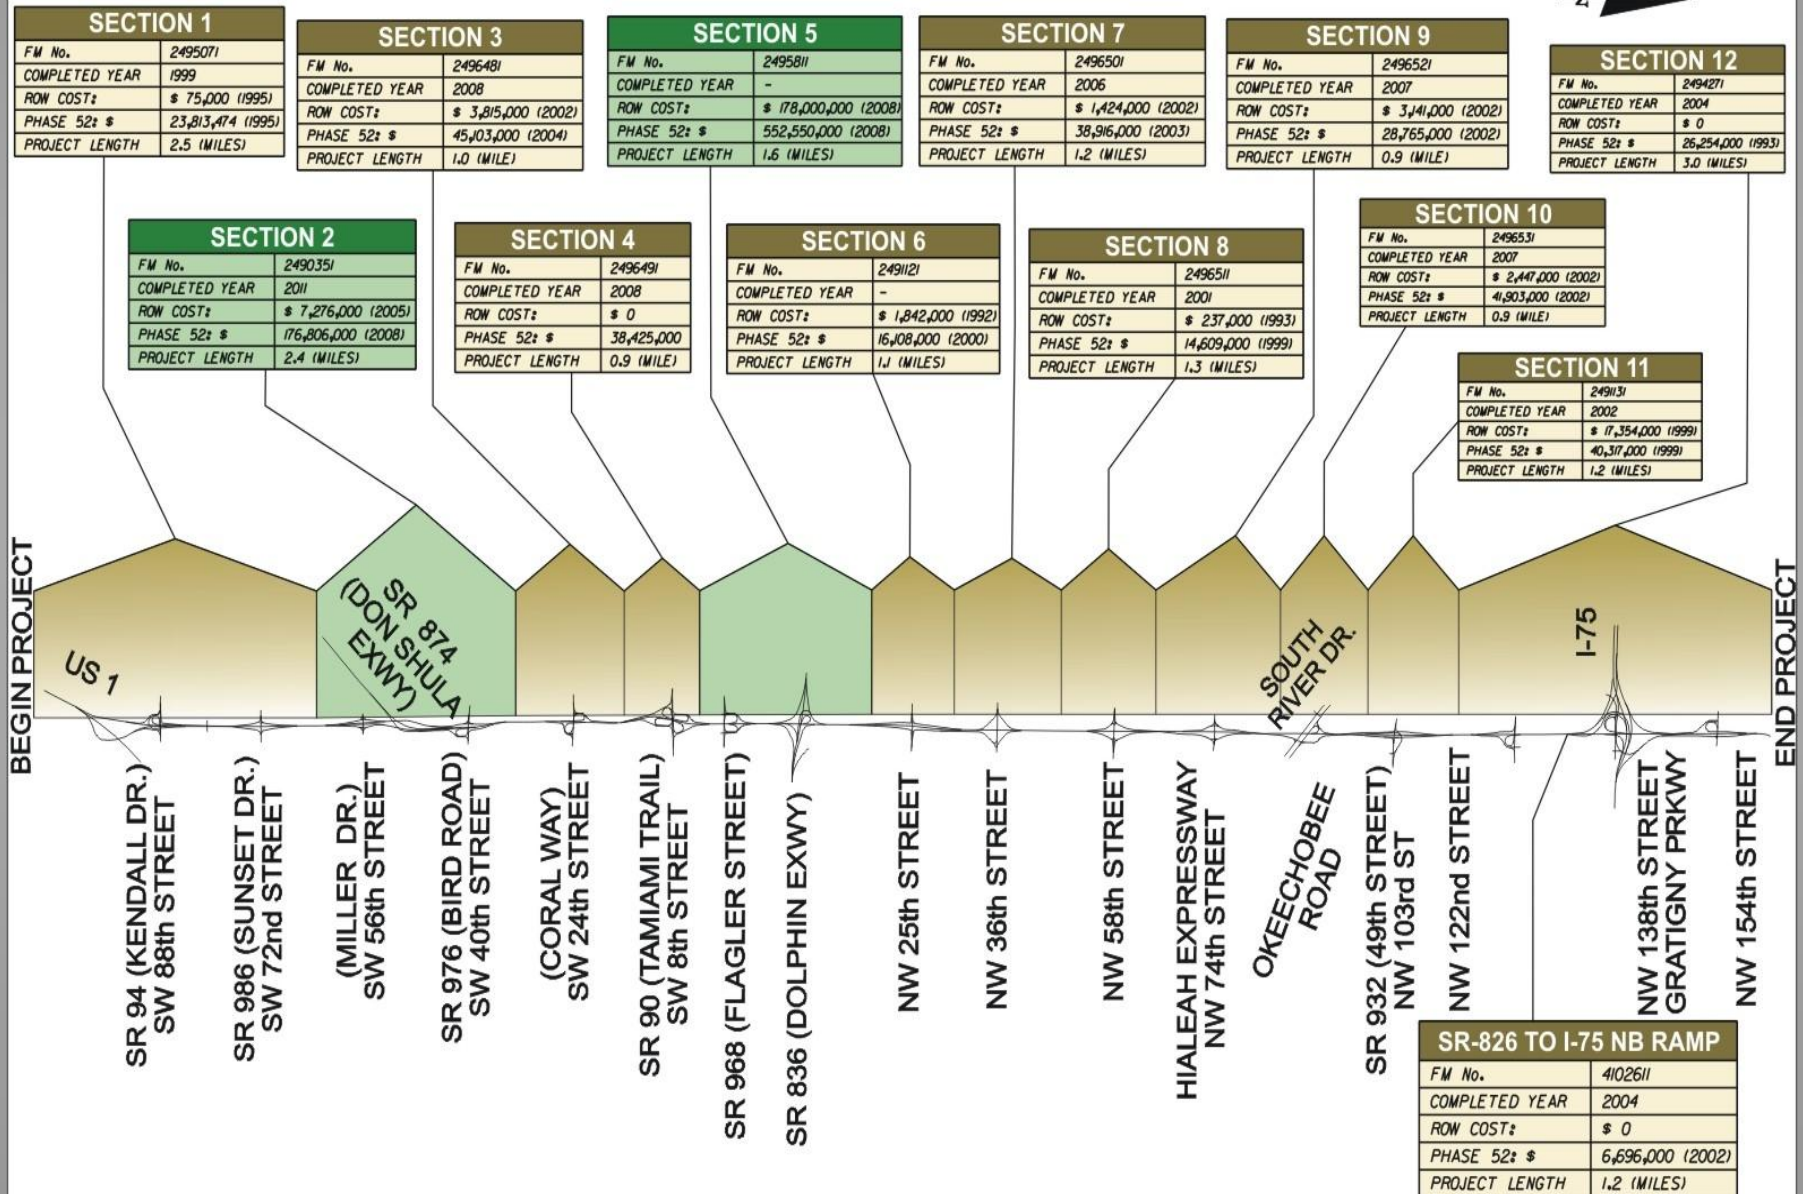 Z
SECTION 1
FM No. 2495071
COMPLETED YEAR 1999
ROW COST: $ 75,000 (1995)
PHASE 52: $ 23,813,474 (1995)
PROJECT LENGTH 2.5 (MILES)
SECTION 3
FM No. 2496481
COMPLETED YEAR 2008
ROW COST: $ 3,815,000 (2002)
PHASE 52: $ 45,103,000 (2004)
PROJECT LENGTH 1.0 (MILE)
SECTION 5
FM No. 2495811
COMPLETED YEAR -
ROW COST: $ 178,000,000 (2008)
PHASE 52: $ 552,550,000 (2008)
PROJECT LENGTH 1.6 (MILES)
SECTION 7
FM No. 2496501
COMPLETED YEAR 2006
ROW COST: $ 1,424,000 (2002)
PHASE 52: $ 38,916,000 (2003)
PROJECT LENGTH 1.2 (MILES)
SECTION 9
FM No. 2496521
COMPLETED YEAR 2007
ROW COST: $ 3,141,000 (2002)
PHASE 52: $ 28,765,000 (2002)
PROJECT LENGTH 0.9 (MILE)
SECTION 12
FM No. 2494271
COMPLETED YEAR 2004
ROW COST: $ 0
PHASE 52: $ 26,254,000 (1993)
PROJECT LENGTH 3.0 (MILES)
SECTION 2
FM No. 2490351
COMPLETED YEAR 2011
ROW COST: $ 7,276,000 (2005)
PHASE 52: $ 176,806,000 (2008)
PROJECT LENGTH 2.4 (MILES)
SECTION 4
FM No. 2496491
COMPLETED YEAR 2008
ROW COST: $ 0
PHASE 52: $ 38,425,000
PROJECT LENGTH 0.9 (MILE)
SECTION 6
FM No. 2491121
COMPLETED YEAR -
ROW COST: $ 1,842,000 (1992)
PHASE 52: $ 16,108,000 (2000)
PROJECT LENGTH 1.1 (MILES)
SECTION 8
FM No. 2496511
COMPLETED YEAR 2001
ROW COST: $ 237,000 (1993)
PHASE 52: $ 14,609,000 (1999)
PROJECT LENGTH 1.3 (MILES)
SECTION 10
FM No. 2496531
COMPLETED YEAR 2007
ROW COST: $ 2,447,000 (2002)
PHASE 52: $ 41,903,000 (2002)
PROJECT LENGTH 0.9 (MILE)
SECTION 11
FM No. 2491131
COMPLETED YEAR 2002
ROW COST: $ 17,354,000 (1999)
PHASE 52: $ 40,317,000 (1999)
PROJECT LENGTH 1.2 (MILES)
BEGIN PROJECT
US 1
SR 874
(DON SHULA
EXWY)
SOUTH
RIVER DR.
I-75
END PROJECT
SR 94 (KENDALL DR.)
SW 88th STREET
SR 986 (SUNSET DR.)
SW 72nd STREET
(MILLER DR.)
SW 56th STREET
SR 976 (BIRD ROAD)
SW 40th STREET
(CORAL WAY)
SW 24th STREET
SR 90 (TAMIAMI TRAIL)
SW 8th STREET
SR 968 (FLAGLER STREET)
SR 836 (DOLPHIN EXWY)
NW 25th STREET
NW 36th STREET
NW 58th STREET
HIALEAH EXPRESSWAY
NW 74th STREET
OKEECHOBEE
ROAD
SR 932 (49th STREET)
NW 103rd ST
NW 122nd STREET
NW 138th STREET
GRATIGNY PRKWY
NW 154th STREET
SR-826 TO I-75 NB RAMP
FM No. 4102611
COMPLETED YEAR 2004
ROW COST: $ 0
PHASE 52: $ 6,696,000 (2002)
PROJECT LENGTH 1.2 (MILES)